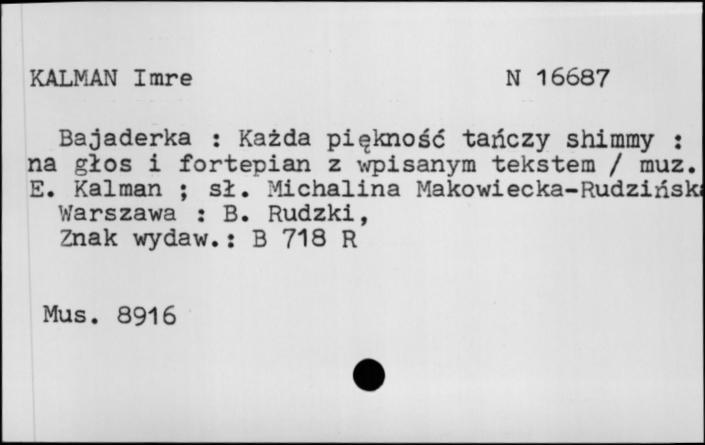 KALMAN Imre N 16687
Bajaderka : Każda piękność tańczy shimmy :
na głos i fortepian z wpisanym tekstem / muz.
E. Kalman ; sł. Michalina Makowiecka-Rudzińska
Warszawa : B. Rudzki,
Znak wydaw.: B 718 R
Mus. 8916